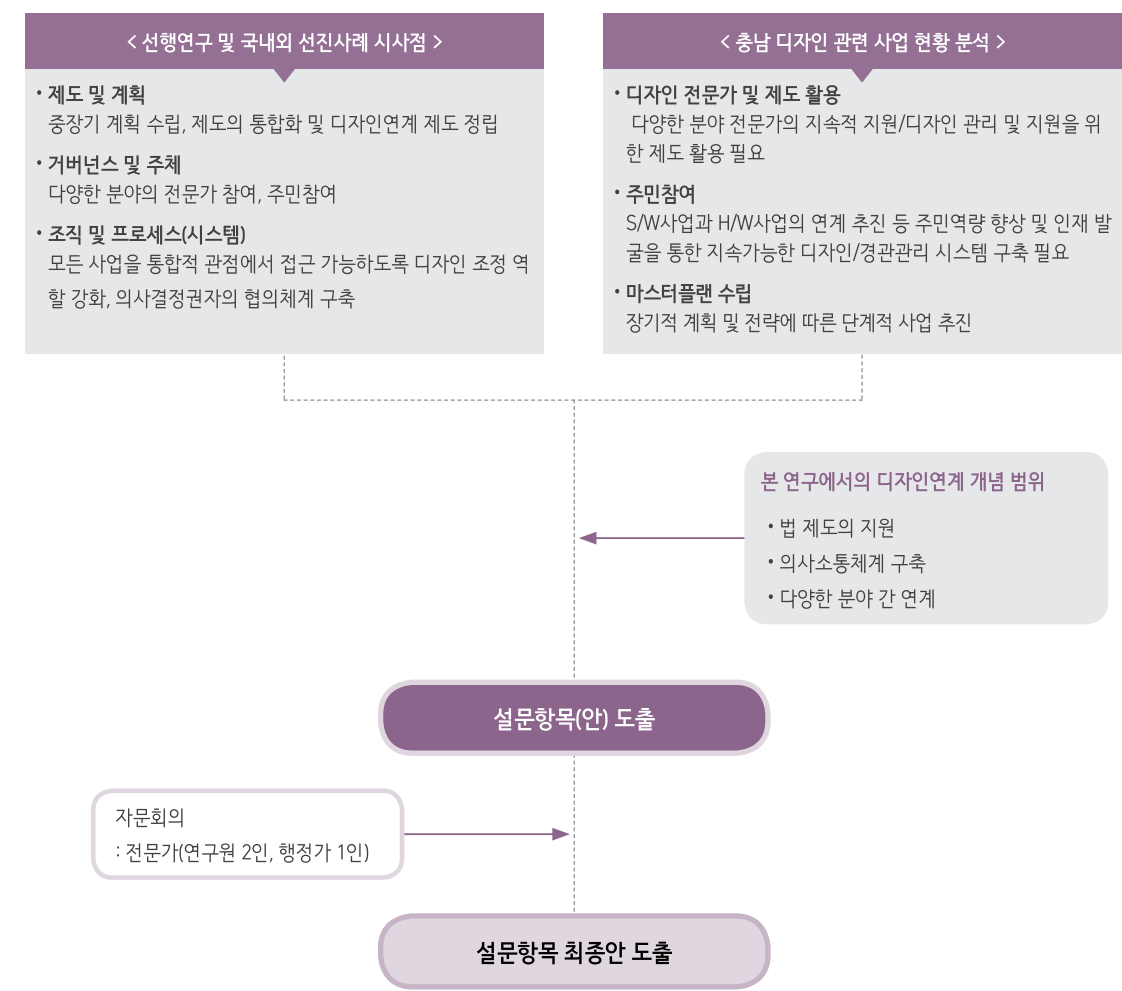 < 선행연구 및 국내외 선진사례 시사점 >
• 제도 및 계획
중장기 계획 수립, 제도의 통합화 및 디자인연계 제도 정립
• 거버넌스 및 주체
다양한 분야의 전문가 참여, 주민참여
• 조직 및 프로세스(시스템)
모든 사업을 통합적 관점에서 접근 가능하도록 디자인 조정 역
할 강화, 의사결정권자의 협의체계 구축
< 충남 디자인 관련 사업 현황 분석 >
• 디자인 전문가 및 제도 활용
다양한 분야 전문가의 지속적 지원/디자인 관리 및 지원을 위
한 제도 활용 필요
• 주민참여
S/W사업과 H/W사업의 연계 추진 등 주민역량 향상 및 인재 발
굴을 통한 지속가능한 디자인/경관관리 시스템 구축 필요
• 마스터플랜 수립
장기적 계획 및 전략에 따른 단계적 사업 추진
본 연구에서의 디자인연계 개념 범위
• 법 제도의 지원
• 의사소통체계 구축
• 다양한 분야 간 연계
설문항목(안) 도출
자문회의
: 전문가(연구원 2인, 행정가 1인)
설문항목 최종안 도출